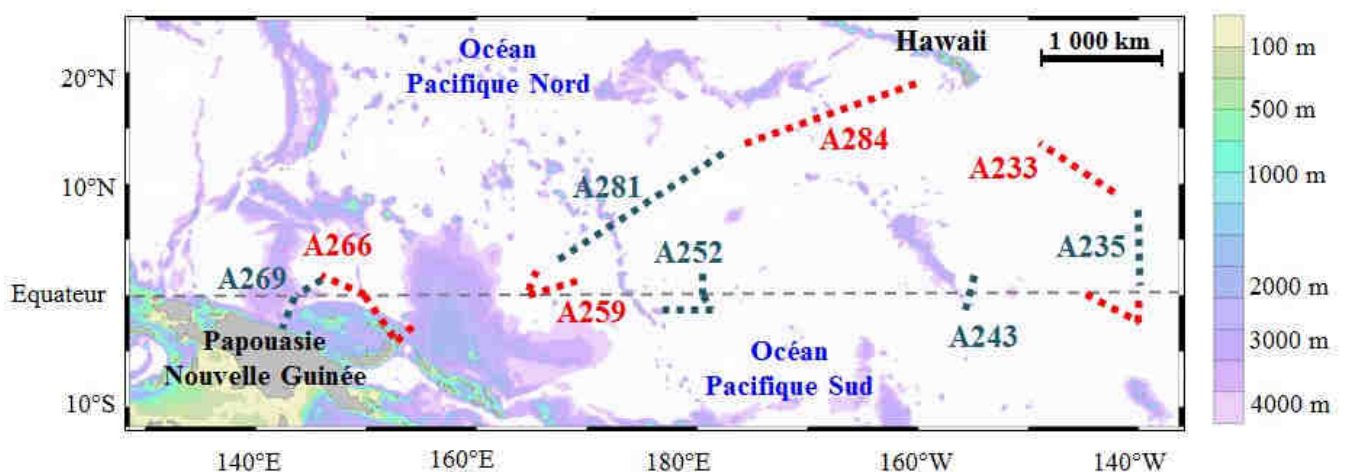 Océan
Pacifique Nord
Hawaii
1 000 km
100 m
20°N
500 m
A284
A233
1000 m
10°N
A281
A266
A252
A235
A269
2000 m
Equateur
A259
Papouasie
Nouvelle Guinée
Océan
Pacifique Sud
A243
3000 m
10°S
4000 m
140°E
160°E
180°E
160°W
140°W